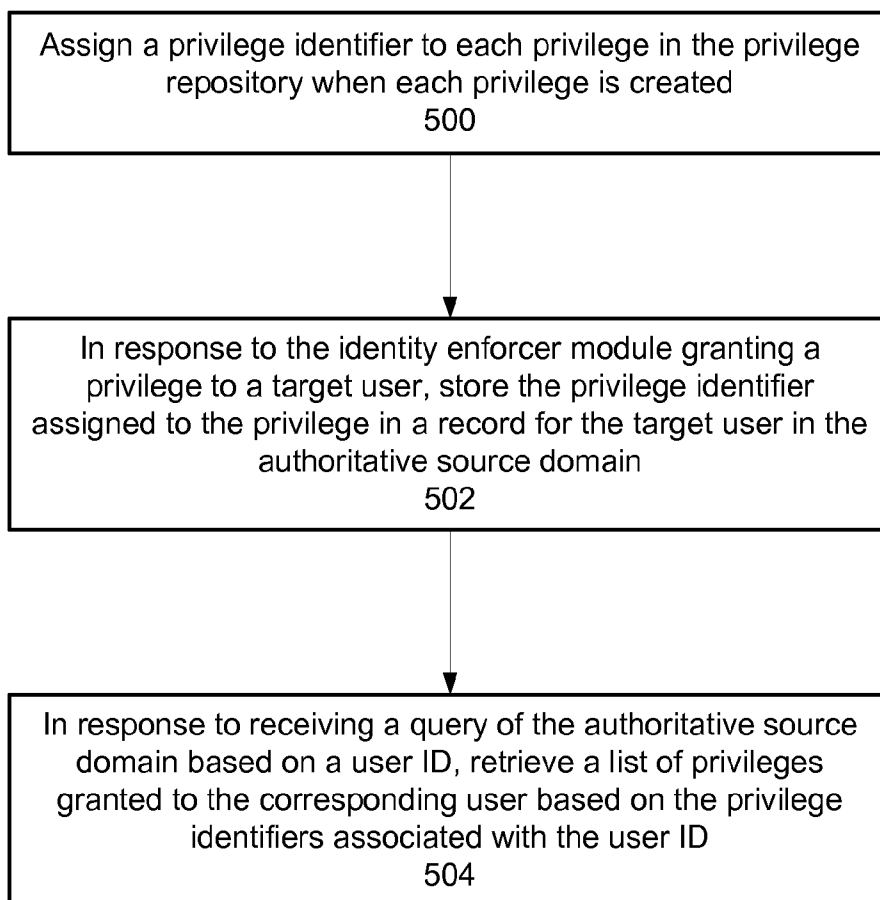 Assign a privilege identifier to each privilege in the privilege
repository when each privilege is created
500
In response to the identity enforcer module granting a
privilege to a target user, store the privilege identifier
assigned to the privilege in a record for the target user in the
authoritative source domain
502
In response to receiving a query of the authoritative source
domain based on a user ID, retrieve a list of privileges
granted to the corresponding user based on the privilege
identifiers associated with the user ID
504